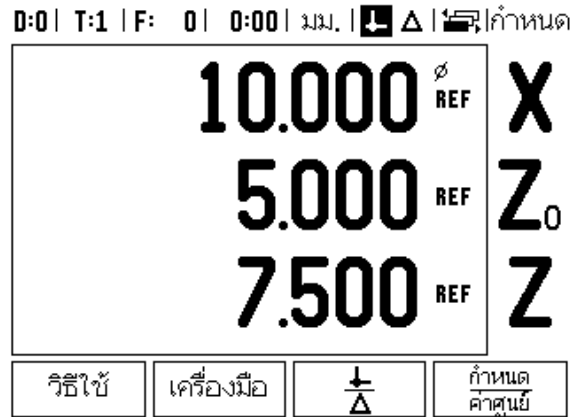 D:0| T:1 |F: 0| 0:00| มม. | Δ | |กำหนด
10.000 ø REF X
5.000 REF Z0
7.500 REF Z
วิธีใช้ เครื่องมือ Δ กำหนด
ค่าศูนย์